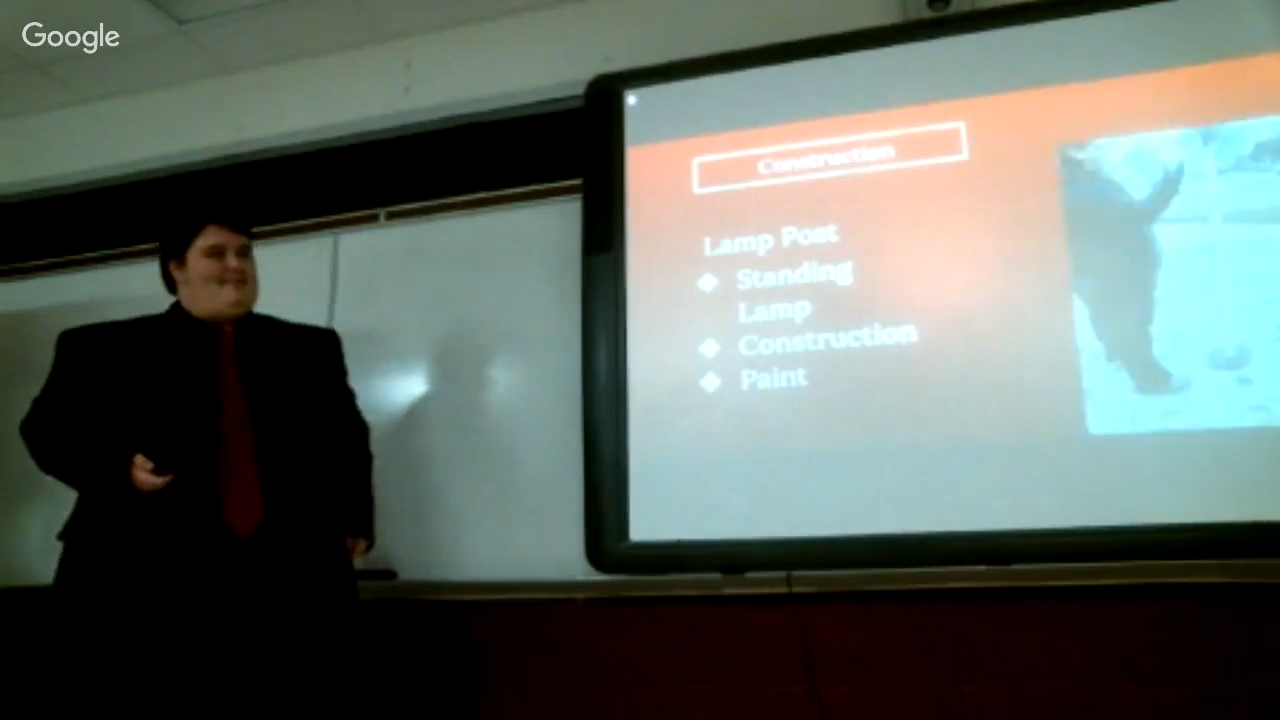 Google
Construction
Lamp Post
Standing
Lamp
Construction
Paint